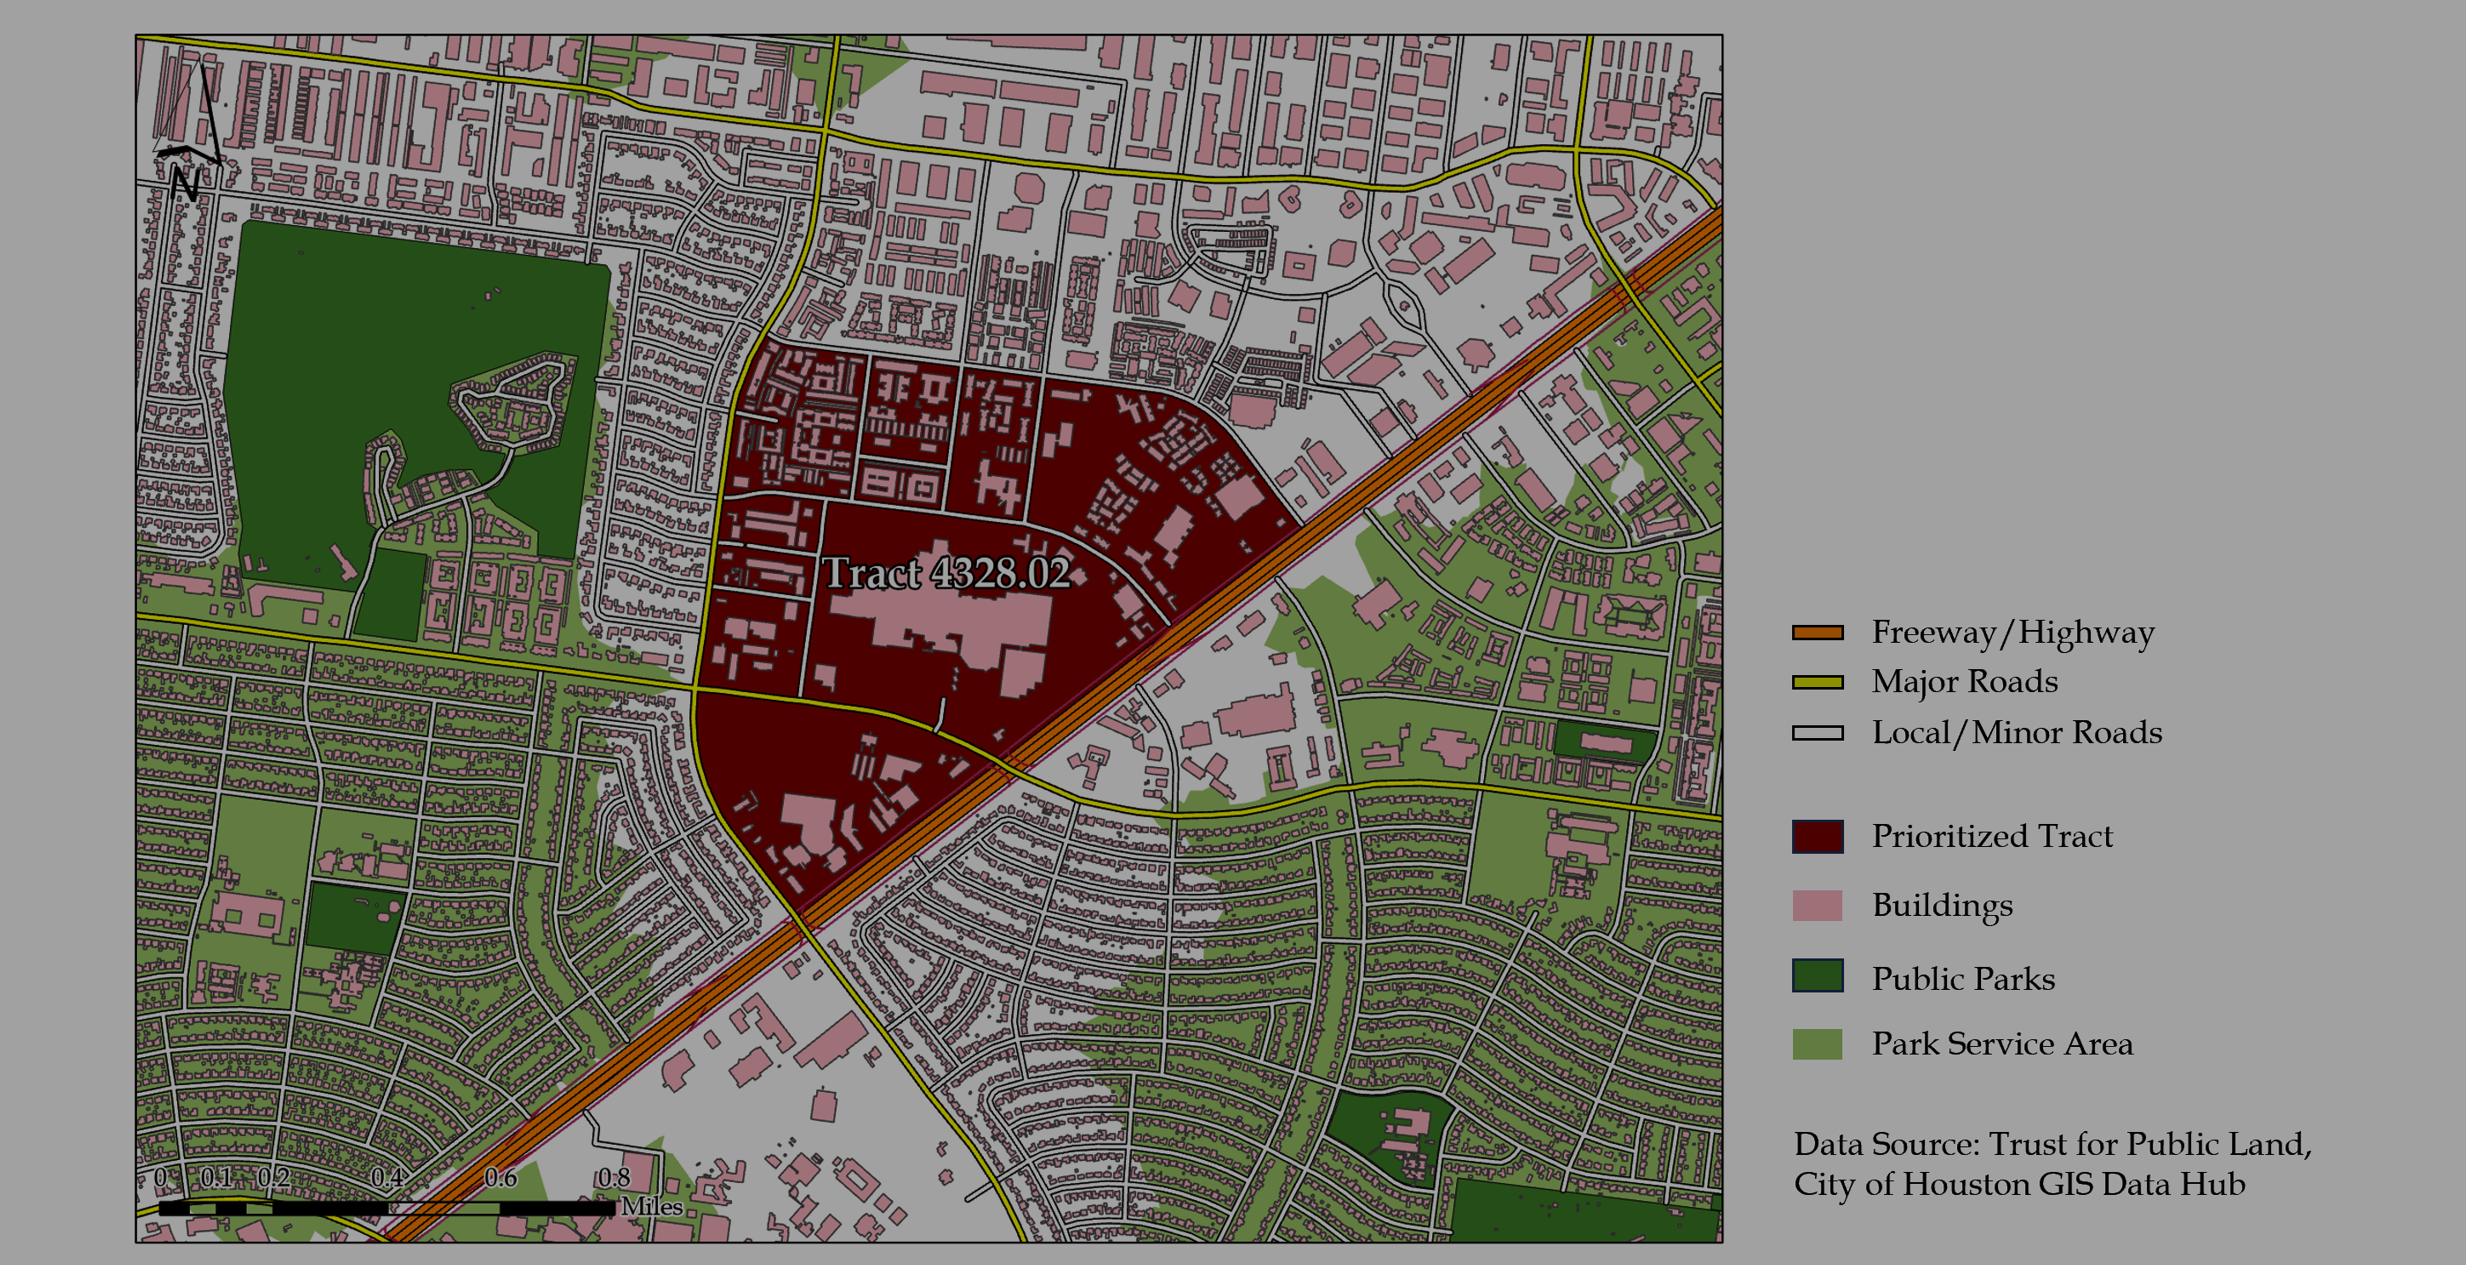 N
Tract 4328.02
0 0.1 0.2 0.4 0.6 0.8
Miles
Freeway/Highway
Major Roads
Local/Minor Roads
Prioritized Tract
Buildings
Public Parks
Park Service Area
Data Source: Trust for Public Land,
City of Houston GIS Data Hub